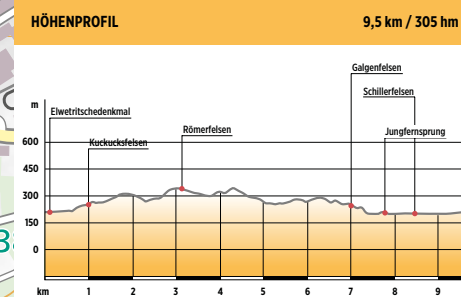 HÖHENPROFIL 9,5 km / 305 hm
Galgenfelsen
Schillerfelsen
m
Elwetritschedenkmal
Römerfelsen
Jungfernsprung
Kuckucksfelsen
600
450
300
150
0
km 1 2 3 4 5 6 7 8 9